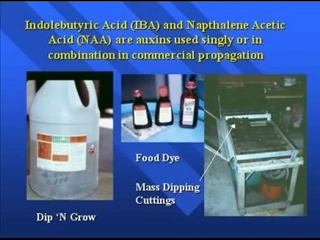 Indolebutyric Acid (IBA) and Napthalene Acetic
Acid (NAA) are auxins used singly or in
combination in commercial propagation
Food Dye
Mass Dipping
Cuttings
Dip ‘N Grow